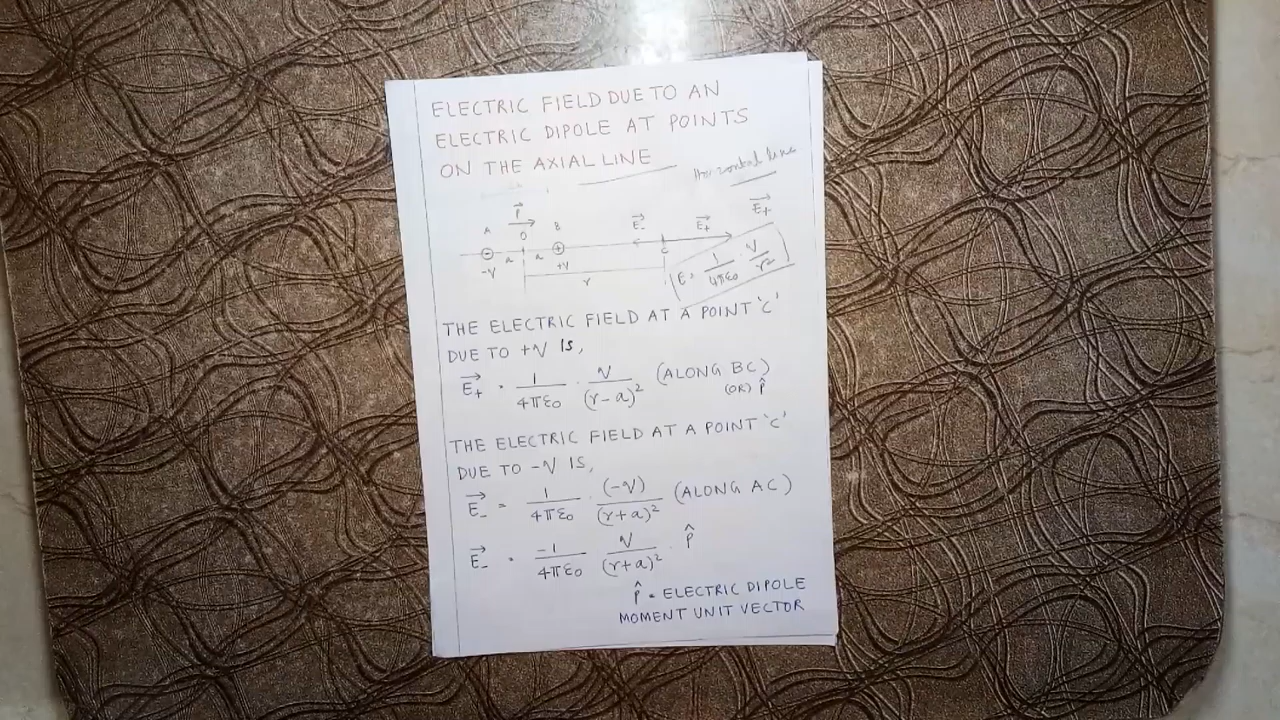 ELECTRIC FIELD DUE TO AN
ELECTRIC DIPOLE AT POINTS
ON THE AXIAL LINE
Horizontal line
A P⃗ O B E⃗₋ E⃗₊ E⃗₊
⊖ a a ⊕ C
-q +q
r
E = 1/4πε₀ · q/r²
THE ELECTRIC FIELD AT A POINT 'C'
DUE TO +q IS,
E⃗₊ = 1/4πε₀ · q/(r-a)² (ALONG BC)
(OR) P̂
THE ELECTRIC FIELD AT A POINT 'C'
DUE TO -q IS,
E⃗₋ = 1/4πε₀ · (-q)/(r+a)² (ALONG AC)
E⃗₋ = -1/4πε₀ q/(r+a)² · P̂
P̂ = ELECTRIC DIPOLE
MOMENT UNIT VECTOR